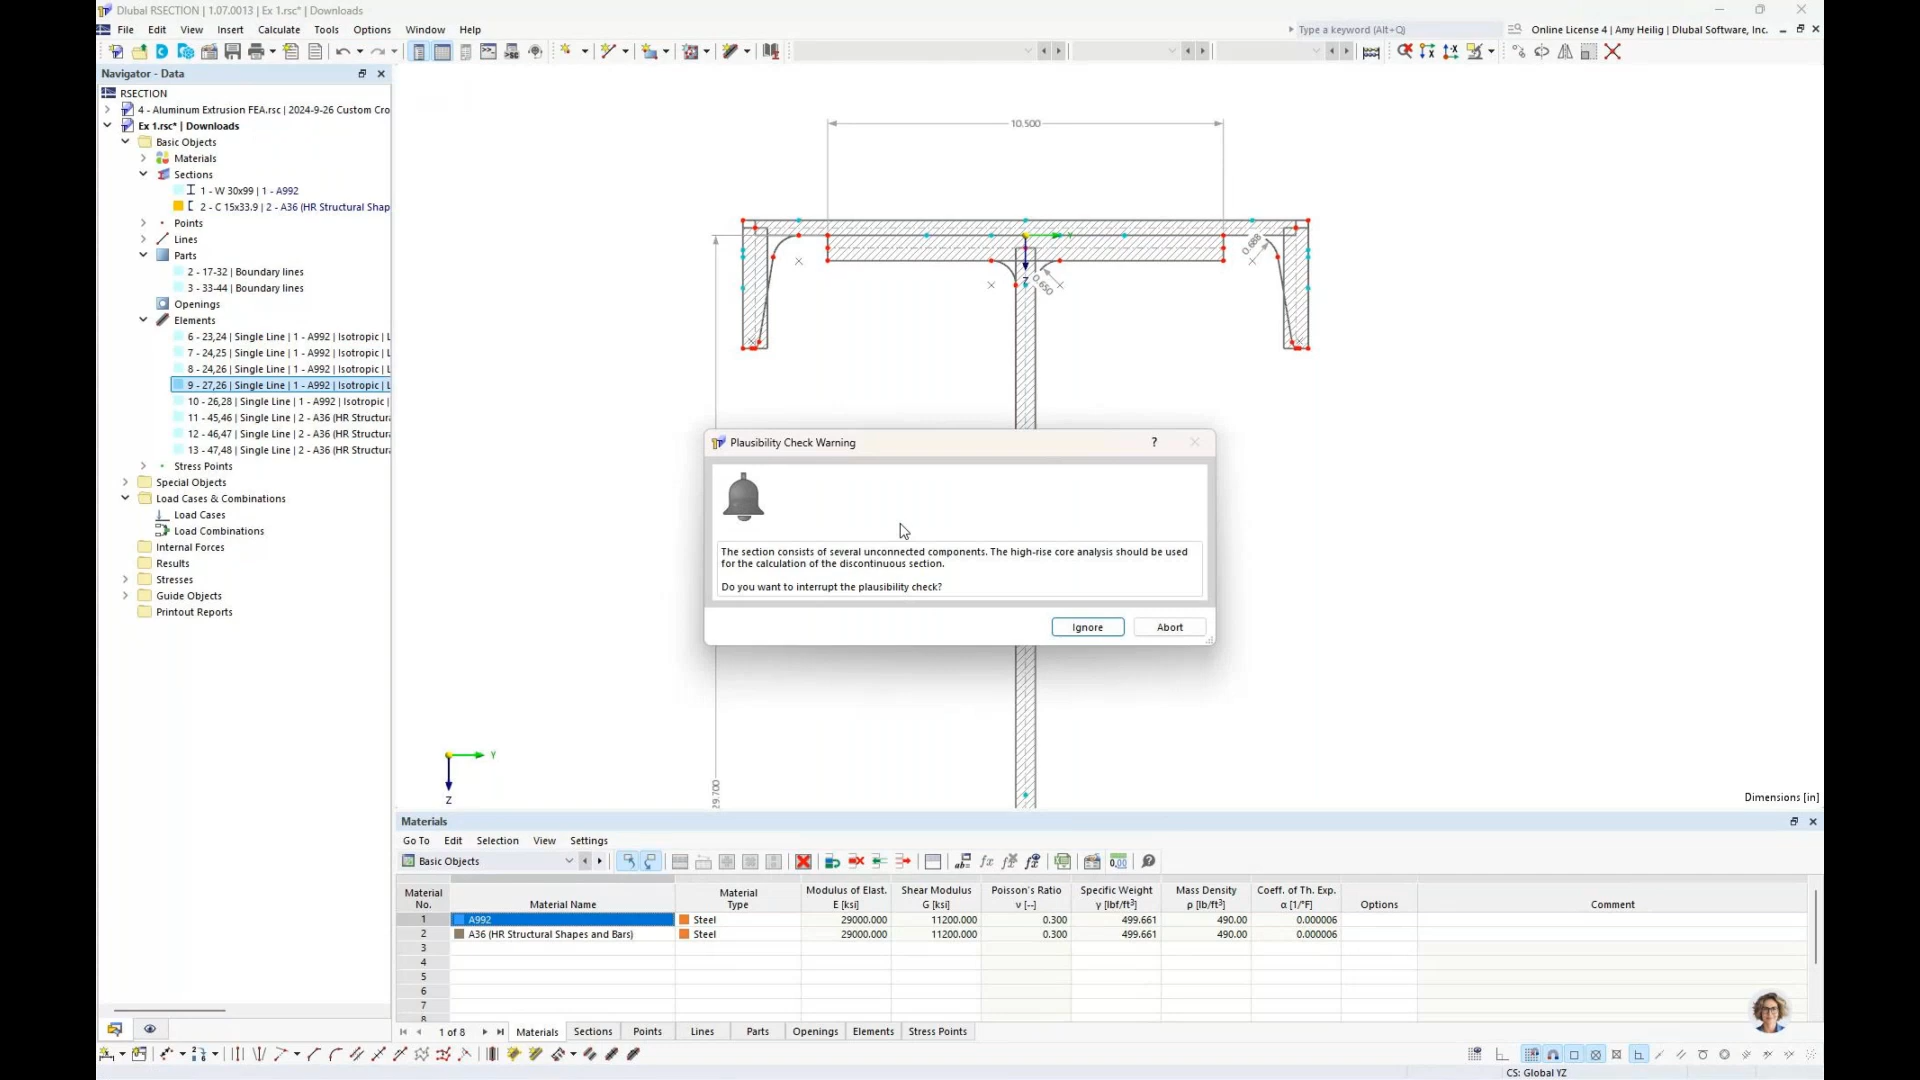 Dlubal RSECTION | 1.07.0013 | Ex 1.rsc* | Downloads
File Edit View Insert Calculate Tools Options Window Help
Type a keyword (Alt+Q)
Online License 4 | Amy Heilig | Dlubal Software, Inc.
Navigator - Data
RSECTION
4 - Aluminum Extrusion FEA.rsc | 2024-9-26 Custom Cro
Ex 1.rsc* | Downloads
Basic Objects
Materials
Sections
1 - W 30x99 | 1 - A992
2 - C 15x33.9 | 2 - A36 (HR Structural Shap
Points
Lines
Parts
2 - 17-32 | Boundary lines
3 - 33-44 | Boundary lines
Openings
Elements
6 - 23,24 | Single Line | 1 - A992 | Isotropic | L
7 - 24,25 | Single Line | 1 - A992 | Isotropic | L
8 - 24,26 | Single Line | 1 - A992 | Isotropic | L
9 - 27,26 | Single Line | 1 - A992 | Isotropic | L
10 - 26,28 | Single Line | 1 - A992 | Isotropic |
11 - 45,46 | Single Line | 2 - A36 (HR Structura
12 - 46,47 | Single Line | 2 - A36 (HR Structura
13 - 47,48 | Single Line | 2 - A36 (HR Structura
Stress Points
Special Objects
Load Cases & Combinations
Load Cases
Load Combinations
Internal Forces
Results
Stresses
Guide Objects
Printout Reports
10.500
Y
Z
0.688
0.650
29.700
Y
Z
Dimensions [in]
Plausibility Check Warning
?
The section consists of several unconnected components. The high-rise core analysis should be used
for the calculation of the discontinuous section.
Do you want to interrupt the plausibility check?
Ignore Abort
Materials
Go To Edit Selection View Settings
Basic Objects
Material No. Material Name Material Type Modulus of Elast. E [ksi] Shear Modulus G [ksi] Poisson's Ratio ν [--] Specific Weight γ [lbf/ft³] Mass Density ρ [lb/ft³] Coeff. of Th. Exp. α [1/°F] Options Comment
1 A992 Steel 29000.000 11200.000 0.300 499.661 490.00 0.000006
2 A36 (HR Structural Shapes and Bars) Steel 29000.000 11200.000 0.300 499.661 490.00 0.000006
3
4
5
6
7
8
1 of 8 Materials Sections Points Lines Parts Openings Elements Stress Points
CS: Global YZ